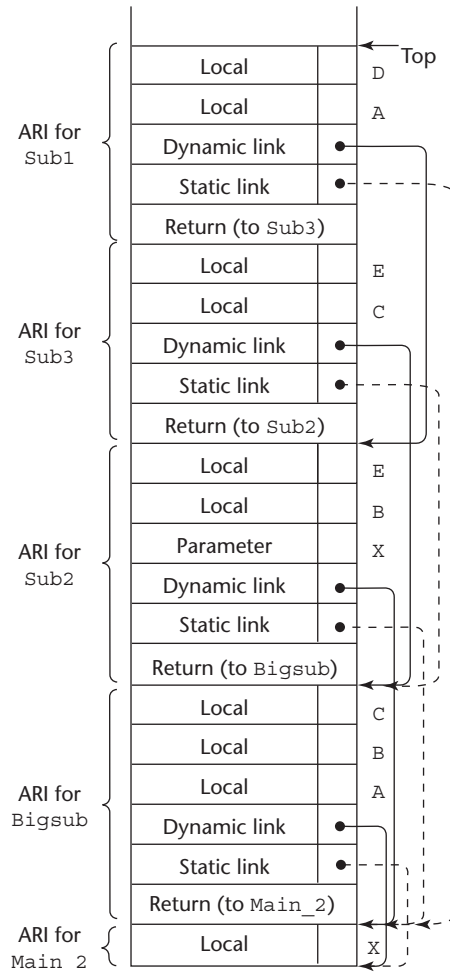 Top
Local D
Local A
ARI for
Sub1
Dynamic link
Static link
Return (to Sub3)
Local E
Local C
ARI for
Sub3
Dynamic link
Static link
Return (to Sub2)
Local E
Local B
Parameter X
ARI for
Sub2
Dynamic link
Static link
Return (to Bigsub)
Local C
Local B
Local A
ARI for
Bigsub
Dynamic link
Static link
Return (to Main_2)
ARI for
Main_2
Local X